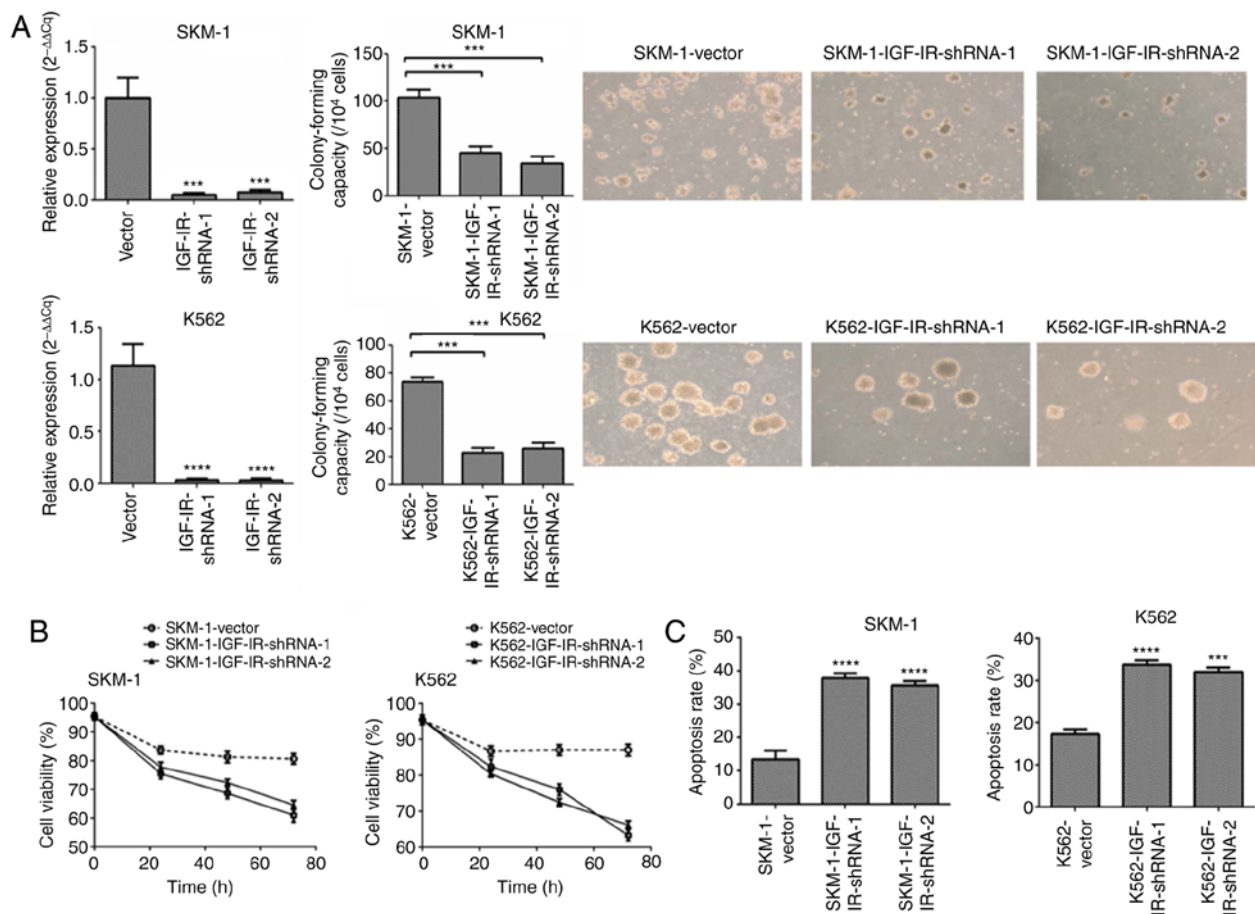 A
SKM-1
Relative expression (2−ΔΔCq)
1.5
1.0
0.5
0.0
***
***
Vector
IGF-IR-
shRNA-1
IGF-IR-
shRNA-2
SKM-1
Colony-forming
capacity (/10⁴ cells)
150
100
50
0
***
***
SKM-1-
vector
SKM-1-IGF-
IR-shRNA-1
SKM-1-IGF-
IR-shRNA-2
SKM-1-vector
SKM-1-IGF-IR-shRNA-1
SKM-1-IGF-IR-shRNA-2
K562
Relative expression (2−ΔΔCq)
1.5
1.0
0.5
0.0
****
****
Vector
IGF-IR-
shRNA-1
IGF-IR-
shRNA-2
K562
Colony-forming
capacity (/10⁴ cells)
100
80
60
40
20
0
***
***
K562-
vector
K562-IGF-
IR-shRNA-1
K562-IGF-
IR-shRNA-2
K562-vector
K562-IGF-IR-shRNA-1
K562-IGF-IR-shRNA-2
B
SKM-1-vector
SKM-1-IGF-IR-shRNA-1
SKM-1-IGF-IR-shRNA-2
SKM-1
Cell viability (%)
100
90
80
70
60
50
0
20
40
60
80
Time (h)
K562-vector
K562-IGF-IR-shRNA-1
K562-IGF-IR-shRNA-2
K562
Cell viability (%)
100
90
80
70
60
0
20
40
60
80
Time (h)
C
SKM-1
Apoptosis rate (%)
50
40
30
20
10
0
****
****
SKM-1-
vector
SKM-1-IGF-
IR-shRNA-1
SKM-1-IGF-
IR-shRNA-2
K562
Apoptosis rate (%)
40
30
20
10
0
****
***
K562-
vector
K562-IGF-
IR-shRNA-1
K562-IGF-
IR-shRNA-2